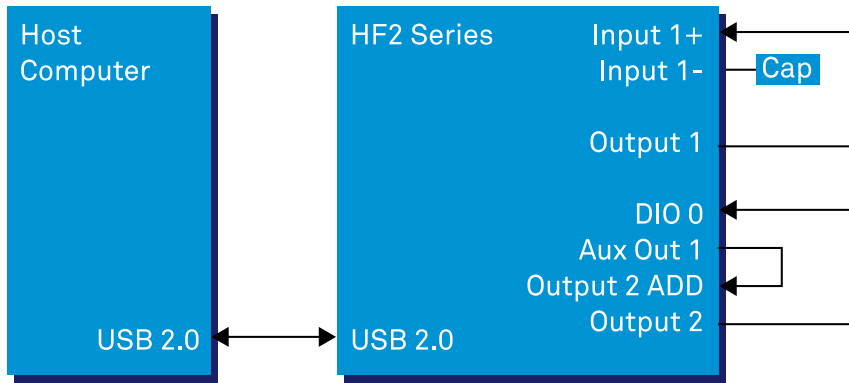 Host
Computer
USB 2.0
HF2 Series
Input 1+
Input 1-
Cap
Output 1
DIO 0
Aux Out 1
Output 2 ADD
Output 2
USB 2.0